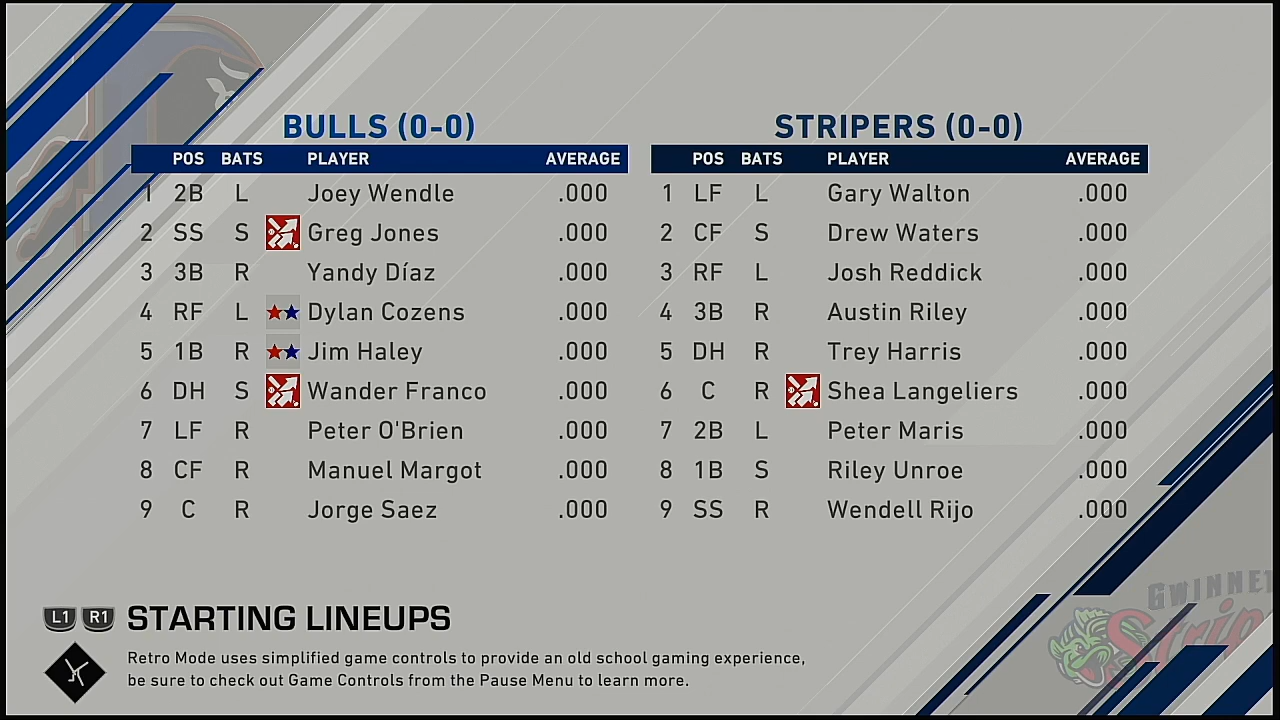 BULLS (0-0)
POS BATS PLAYER AVERAGE
1 2B L Joey Wendle .000
2 SS S Greg Jones .000
3 3B R Yandy Díaz .000
4 RF L Dylan Cozens .000
5 1B R Jim Haley .000
6 DH S Wander Franco .000
7 LF R Peter O'Brien .000
8 CF R Manuel Margot .000
9 C R Jorge Saez .000
STRIPERS (0-0)
POS BATS PLAYER AVERAGE
1 LF L Gary Walton .000
2 CF S Drew Waters .000
3 RF L Josh Reddick .000
4 3B R Austin Riley .000
5 DH R Trey Harris .000
6 C R Shea Langeliers .000
7 2B L Peter Maris .000
8 1B S Riley Unroe .000
9 SS R Wendell Rijo .000
GWINNE
Strip
L1 R1 STARTING LINEUPS
Retro Mode uses simplified game controls to provide an old school gaming experience,
be sure to check out Game Controls from the Pause Menu to learn more.